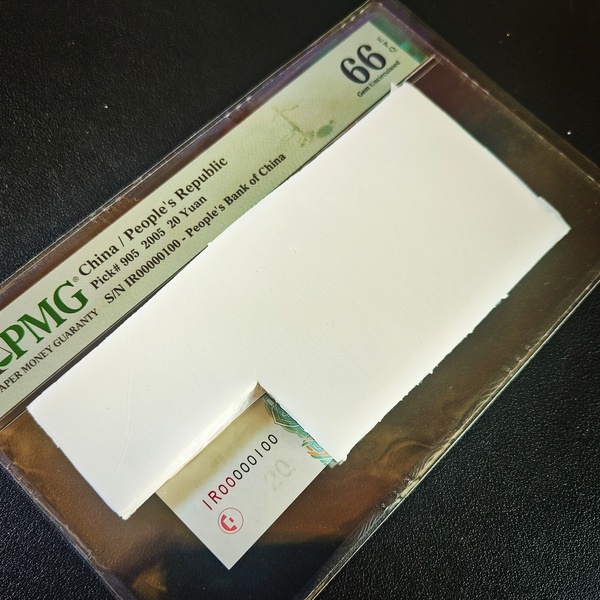 66 EPQ
Gem Uncirculated
China / People's Republic
Pick# 905 2005 20 Yuan
S/N IR00000100 - People's Bank of China
PMG®
PAPER MONEY GUARANTY
IR00000100
20